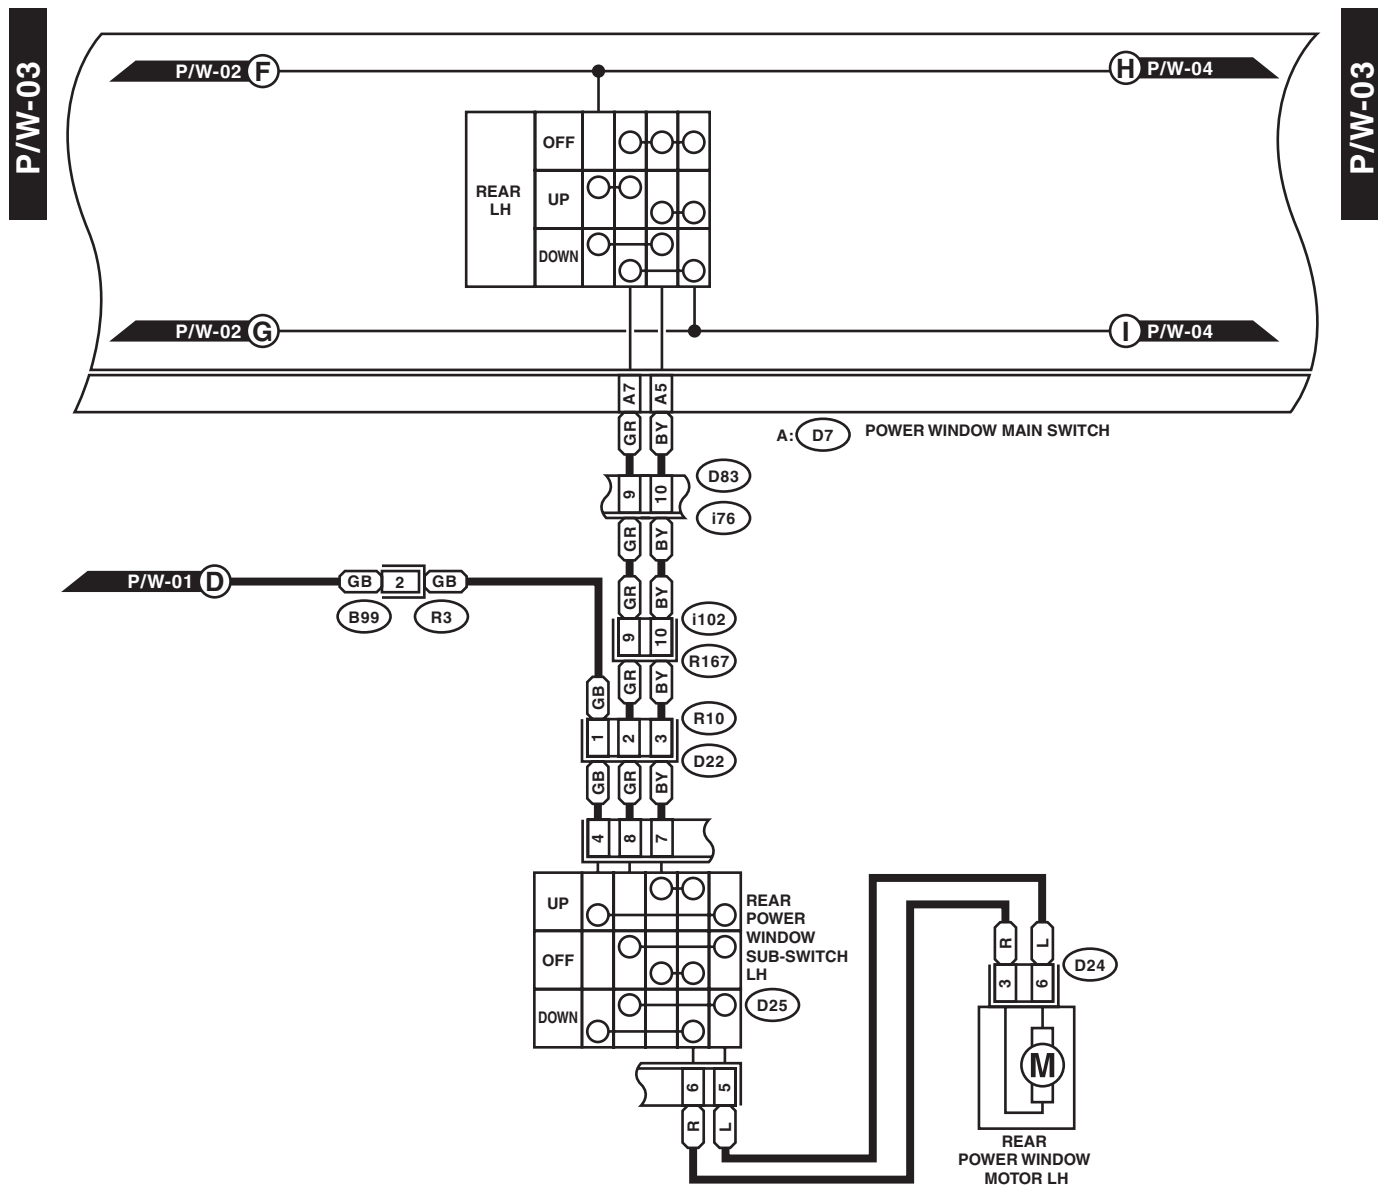 P/W-03
P/W-03
P/W-02 F
H P/W-04
REAR
LH
OFF
UP
DOWN
P/W-02 G
I P/W-04
A7 A5
GR BY
A: D7 POWER WINDOW MAIN SWITCH
D83
9 10
i76
GR BY
P/W-01 D
GB 2 GB
B99 R3
GR BY
i102
9 10
R167
GB GR BY
R10
1 2 3
D22
GB GR BY
4 8 7
UP
OFF
DOWN
REAR
POWER
WINDOW
SUB-SWITCH
LH
D25
6 5
R L
R L
D24
3 6
M
REAR
POWER WINDOW
MOTOR LH